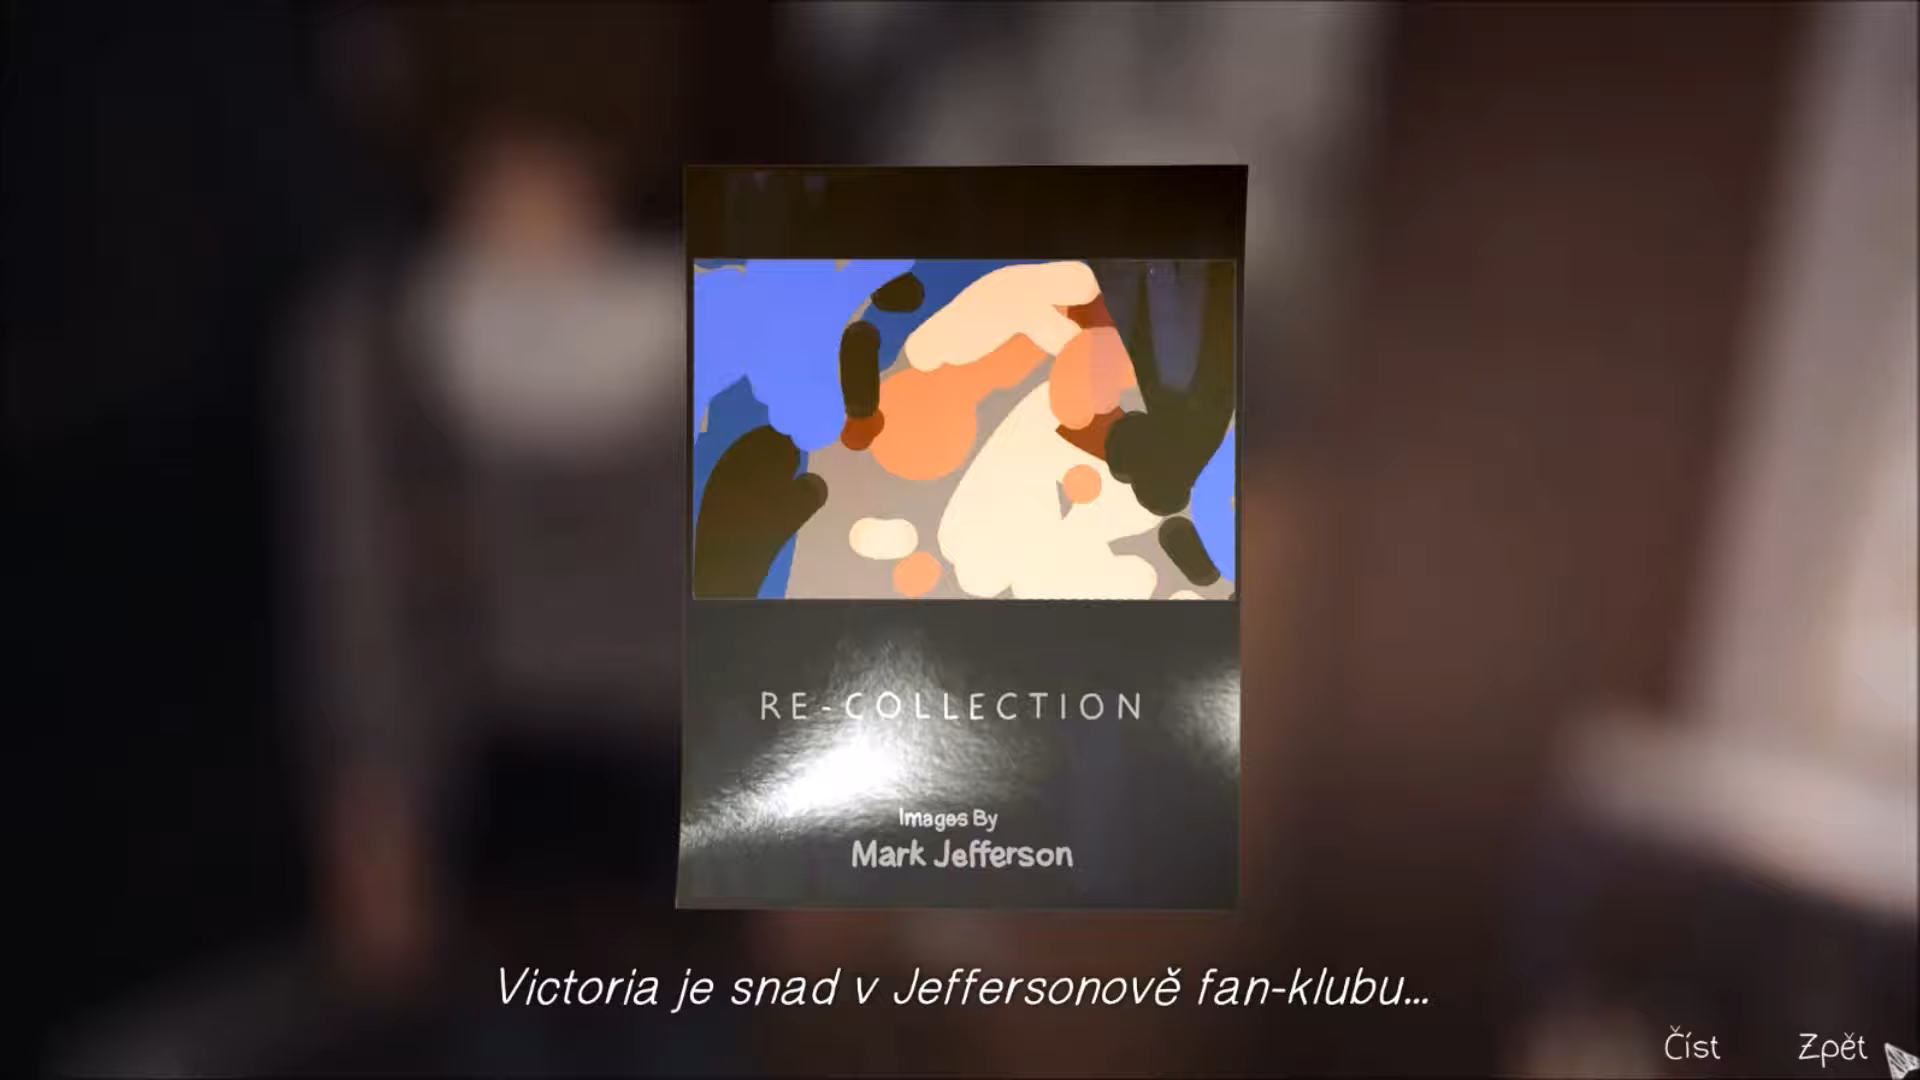 RE-COLLECTION
Images By
Mark Jefferson
Victoria je snad v Jeffersonově fan-klubu...
Číst Zpět